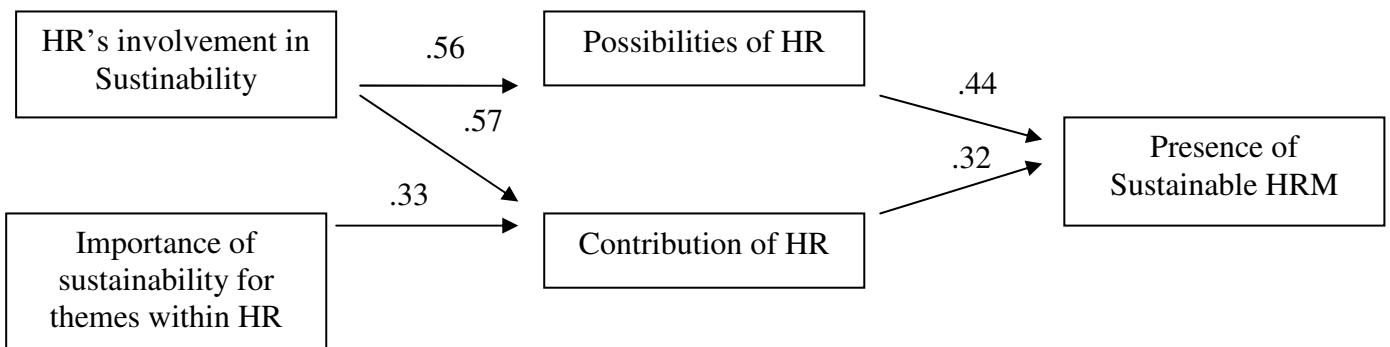 HR's involvement in
Sustinability
.56
.57
Possibilities of HR
.44
.32
Presence of
Sustainable HRM
Importance of
sustainability for
themes within HR
.33
Contribution of HR